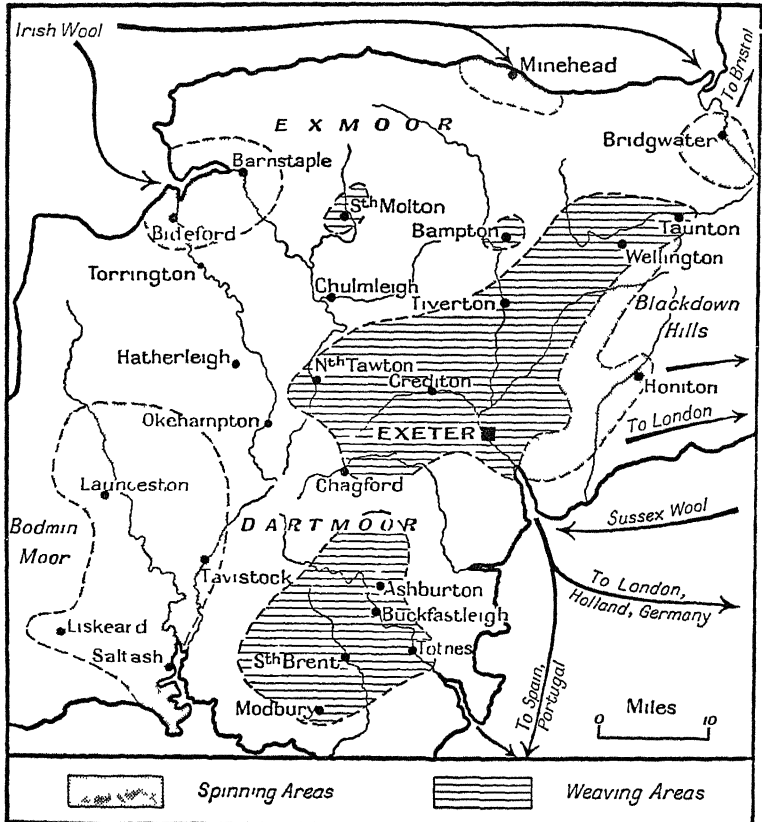 Irish Wool
Minehead
To Bristol
EXMOOR
Bridgwater
Barnstaple
Sth Molton
Bideford
Bampton
Taunton
Wellington
Torrington
Chulmleigh
Tiverton
Blackdown
Hills
Hatherleigh
Nth Tawton
Crediton
Honiton
Okehampton
EXETER
To London
Launceston
Chagford
Sussex Wool
Bodmin
Moor
DARTMOOR
Tavistock
Ashburton
To London,
Holland, Germany
Buckfastleigh
Liskeard
Totnes
Saltash
Sth Brent
To Spain,
Portugal
Modbury
Miles
0 10
Spinning Areas
Weaving Areas